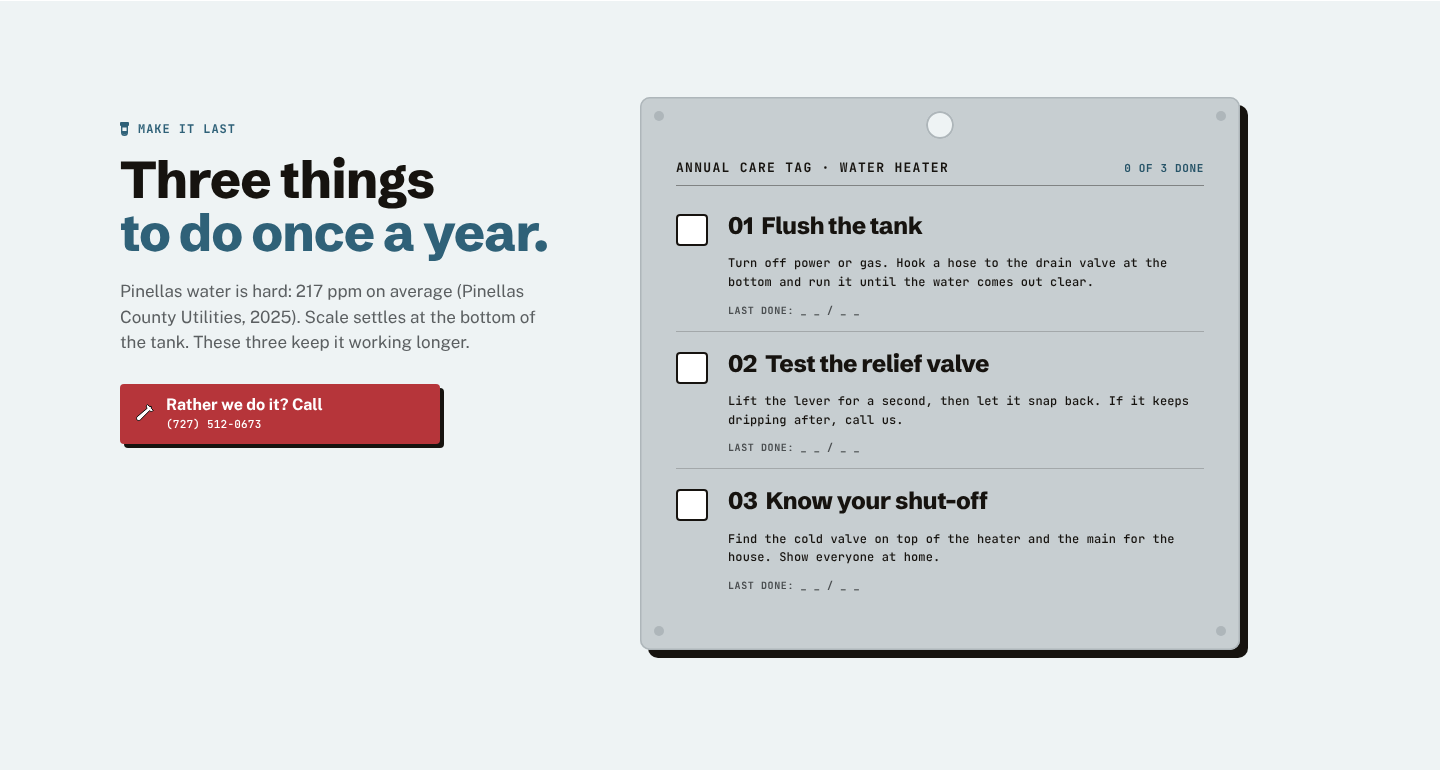 MAKE IT LAST
Three things
to do once a year.
Pinellas water is hard: 217 ppm on average (Pinellas
County Utilities, 2025). Scale settles at the bottom of
the tank. These three keep it working longer.
Rather we do it? Call
(727) 512-0673
ANNUAL CARE TAG · WATER HEATER
0 OF 3 DONE
01 Flush the tank
Turn off power or gas. Hook a hose to the drain valve at the
bottom and run it until the water comes out clear.
LAST DONE: _ _ / _ _
02 Test the relief valve
Lift the lever for a second, then let it snap back. If it keeps
dripping after, call us.
LAST DONE: _ _ / _ _
03 Know your shut-off
Find the cold valve on top of the heater and the main for the
house. Show everyone at home.
LAST DONE: _ _ / _ _